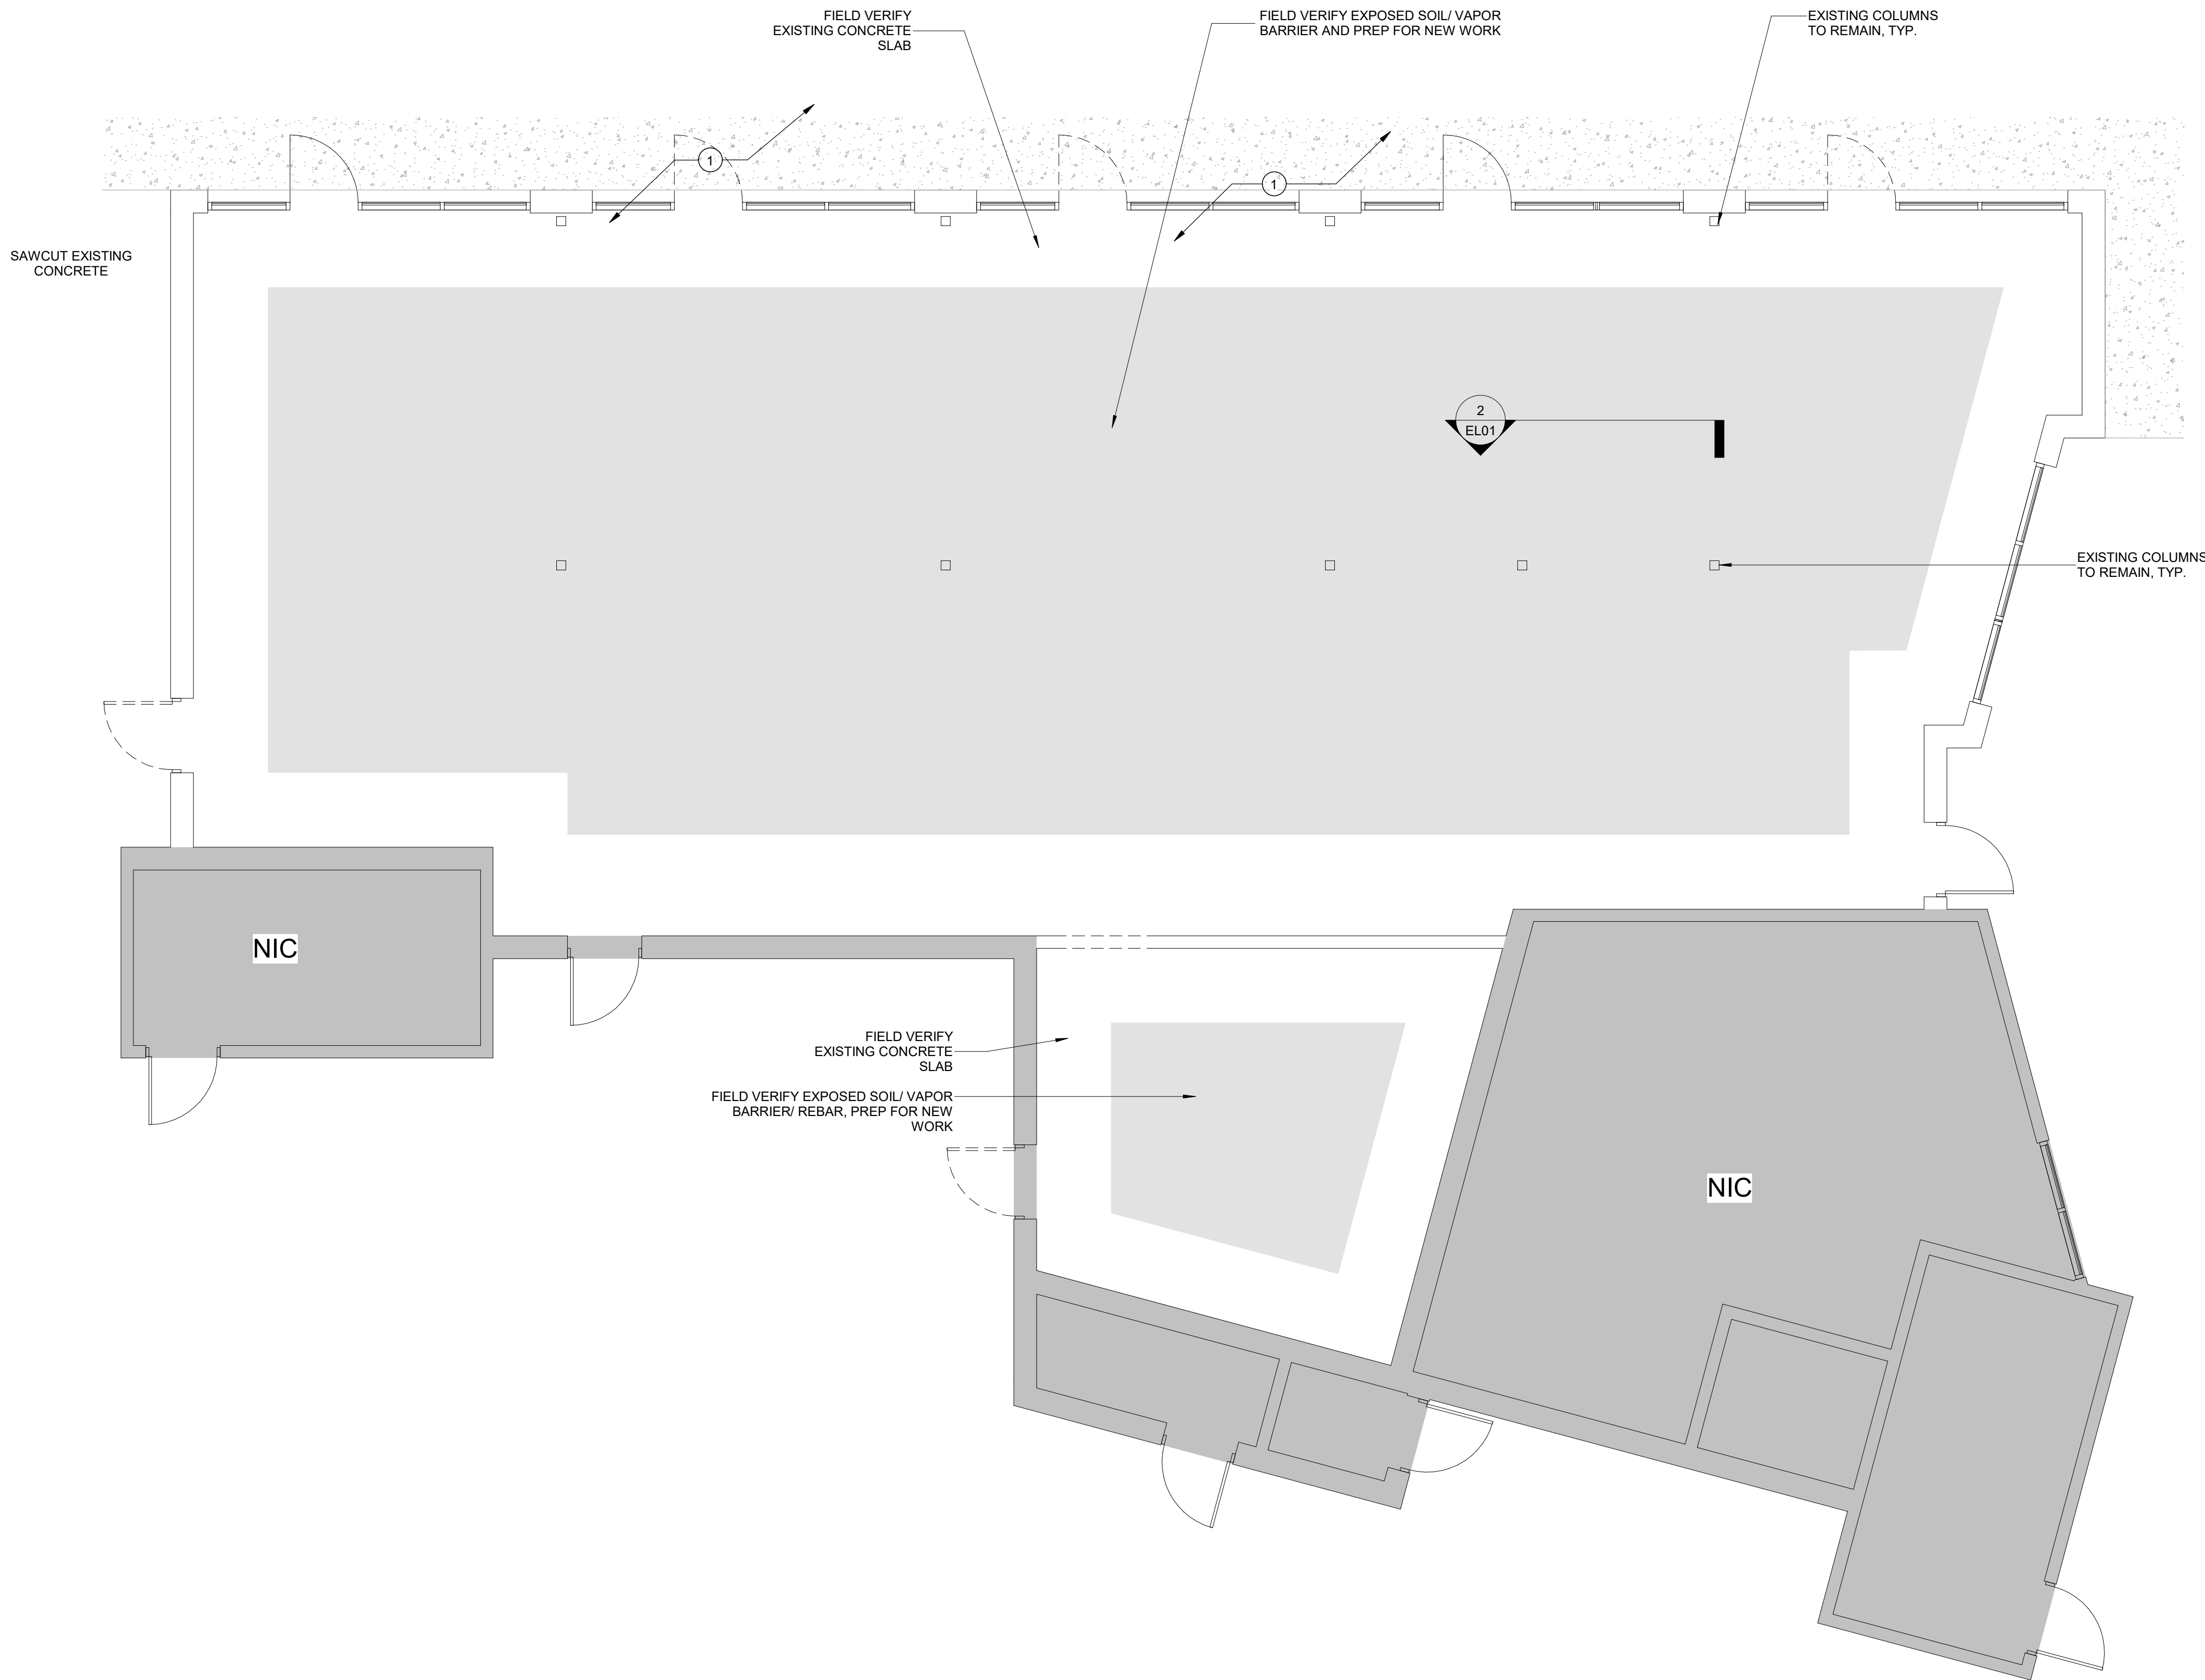 FIELD VERIFY
EXISTING CONCRETE
SLAB
FIELD VERIFY EXPOSED SOIL/ VAPOR
BARRIER AND PREP FOR NEW WORK
EXISTING COLUMNS
TO REMAIN, TYP.
1
1
SAWCUT EXISTING
CONCRETE
2
EL01
EXISTING COLUMNS
TO REMAIN, TYP.
NIC
FIELD VERIFY
EXISTING CONCRETE
SLAB
FIELD VERIFY EXPOSED SOIL/ VAPOR
BARRIER/ REBAR, PREP FOR NEW
WORK
NIC